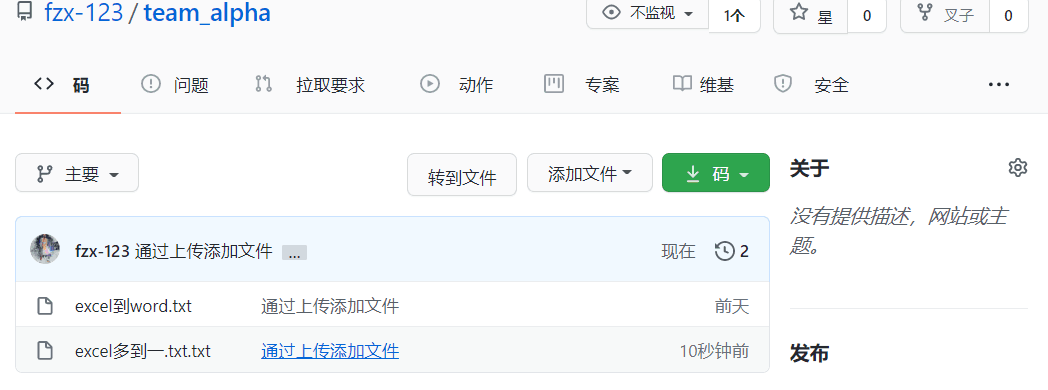 fzx-123 / team_alpha
不监视 1个 星 0 叉子 0
码 问题 拉取要求 动作 专案 维基 安全 ...
主要 转到文件 添加文件 码
关于
没有提供描述，网站或主
题。
fzx-123 通过上传添加文件 ... 现在 2
excel到word.txt 通过上传添加文件 前天
excel多到一.txt.txt 通过上传添加文件 10秒钟前
发布